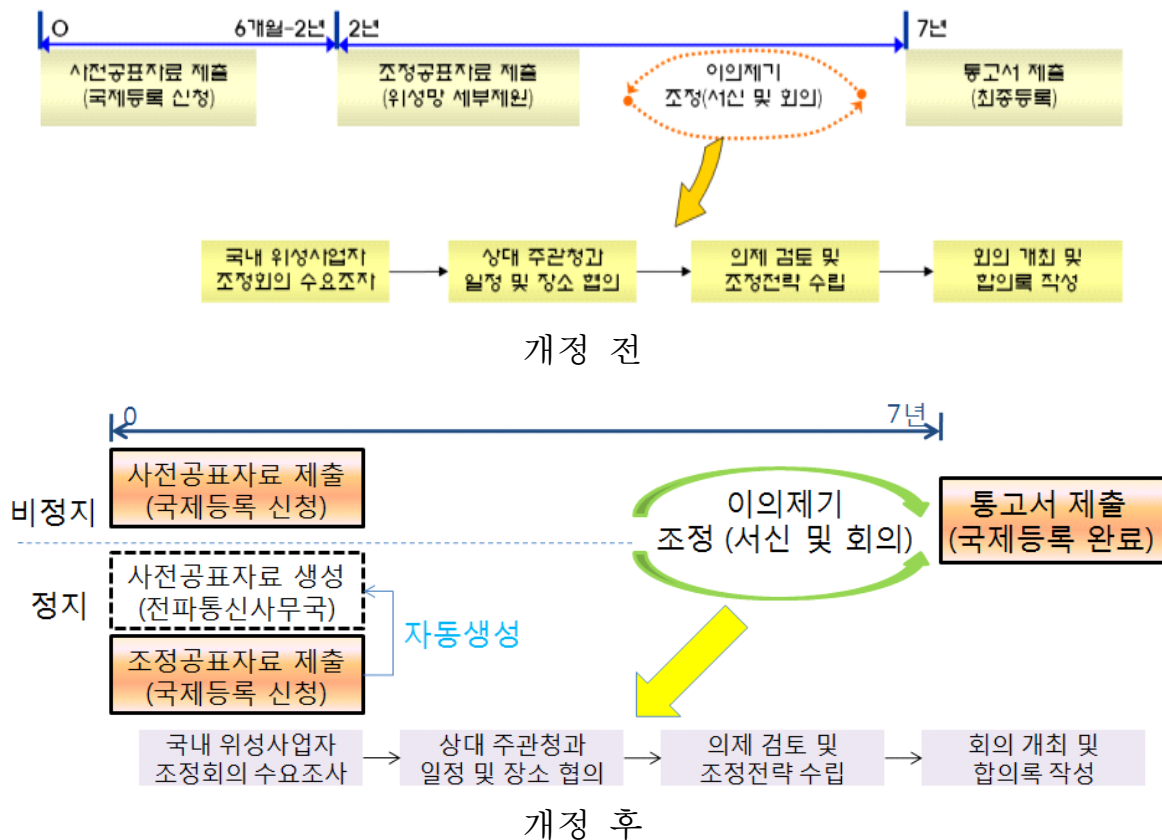 O 6개월-2년 2년 7년
사전공표자료 제출 조정공표자료 제출 이의제기 통고서 제출
(국제등록 신청) (위성망 세부제원) 조정(서신 및 회의) (최종등록)
국내 위성사업자 상대 주관청과 의제 검토 및 회의 개최 및
조정회의 수요조자 일정 및 장소 협의 조정전략 수립 합의록 작성
개정 전
0 7년
사전공표자료 제출
(국제등록 신청)
비정지
이의제기
조정 (서신 및 회의)
통고서 제출
(국제등록 완료)
사전공표자료 생성
(전파통신사무국)
정지
자동생성
조정공표자료 제출
(국제등록 신청)
국내 위성사업자 상대 주관청과 의제 검토 및 회의 개최 및
조정회의 수요조사 일정 및 장소 협의 조정전략 수립 합의록 작성
개정 후